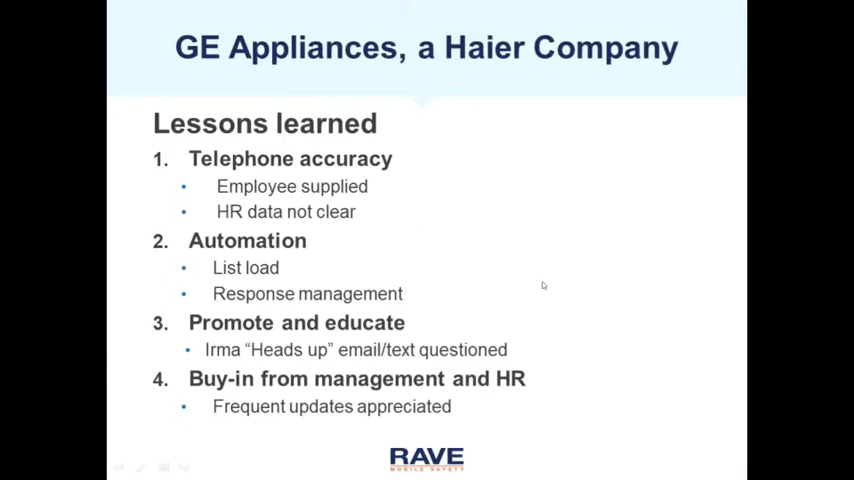 GE Appliances, a Haier Company
Lessons learned
1. Telephone accuracy
• Employee supplied
• HR data not clear
2. Automation
• List load
• Response management
3. Promote and educate
• Irma “Heads up” email/text questioned
4. Buy-in from management and HR
• Frequent updates appreciated
RAVE
MOBILE SAFETY